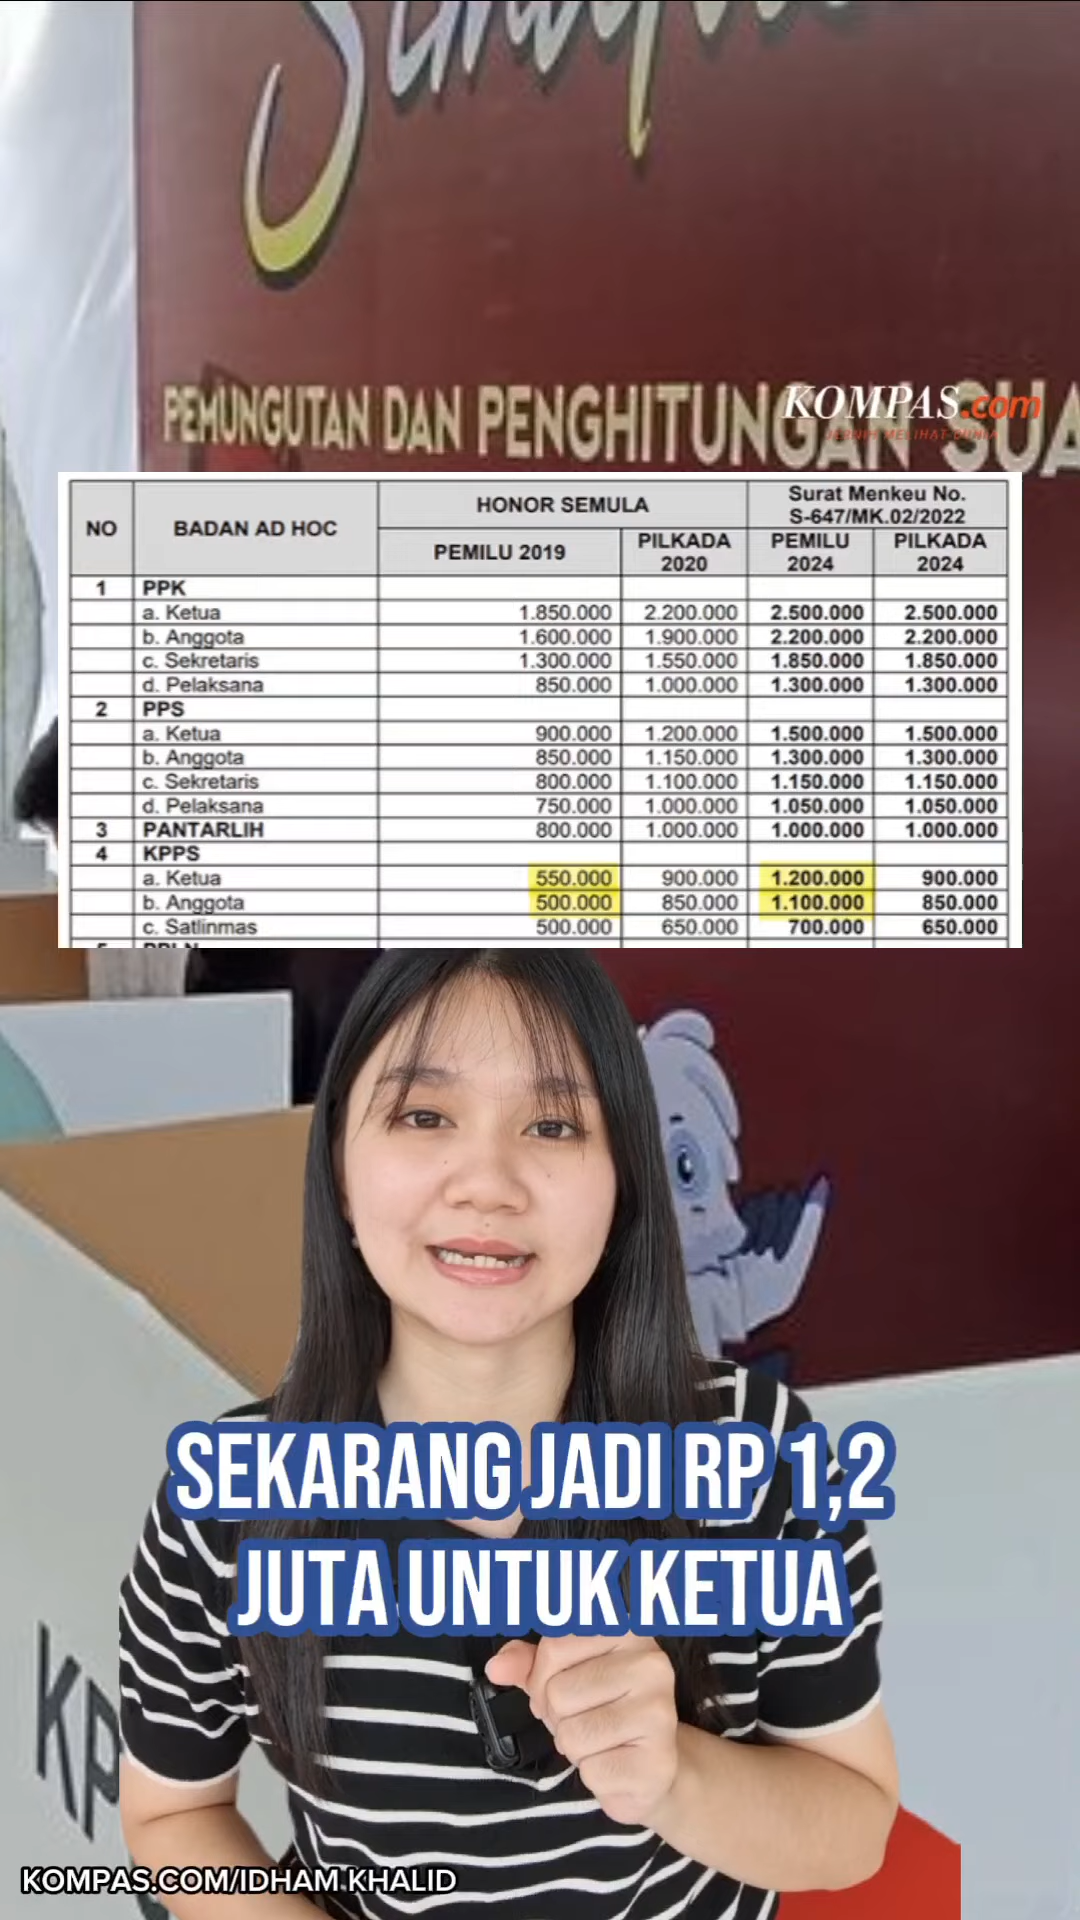 PEMUNGUTAN DAN PENGHITUNGAN SUA
KOMPAS.com
JERNIH MELIHAT DUNIA
NO BADAN AD HOC HONOR SEMULA Surat Menkeu No. S-647/MK.02/2022
PEMILU 2019 PILKADA 2020 PEMILU 2024 PILKADA 2024
1 PPK
a. Ketua 1.850.000 2.200.000 2.500.000 2.500.000
b. Anggota 1.600.000 1.900.000 2.200.000 2.200.000
c. Sekretaris 1.300.000 1.550.000 1.850.000 1.850.000
d. Pelaksana 850.000 1.000.000 1.300.000 1.300.000
2 PPS
a. Ketua 900.000 1.200.000 1.500.000 1.500.000
b. Anggota 850.000 1.150.000 1.300.000 1.300.000
c. Sekretaris 800.000 1.100.000 1.150.000 1.150.000
d. Pelaksana 750.000 1.000.000 1.050.000 1.050.000
3 PANTARLIH 800.000 1.000.000 1.000.000 1.000.000
4 KPPS
a. Ketua 550.000 900.000 1.200.000 900.000
b. Anggota 500.000 850.000 1.100.000 850.000
c. Satlinmas 500.000 650.000 700.000 650.000
SEKARANG JADI RP 1,2
JUTA UNTUK KETUA
KP
KOMPAS.COM/IDHAM KHALID